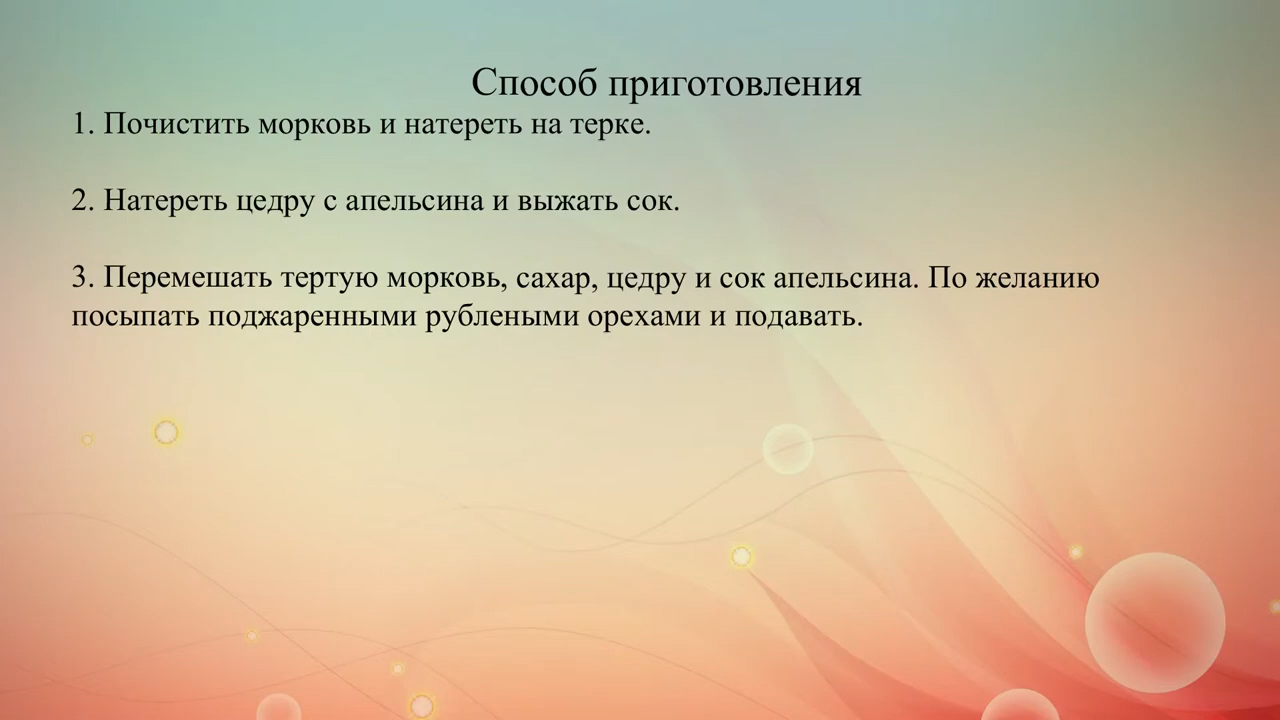 Способ приготовления
1. Почистить морковь и натереть на терке.
2. Натереть цедру с апельсина и выжать сок.
3. Перемешать тертую морковь, сахар, цедру и сок апельсина. По желанию
посыпать поджаренными рублеными орехами и подавать.